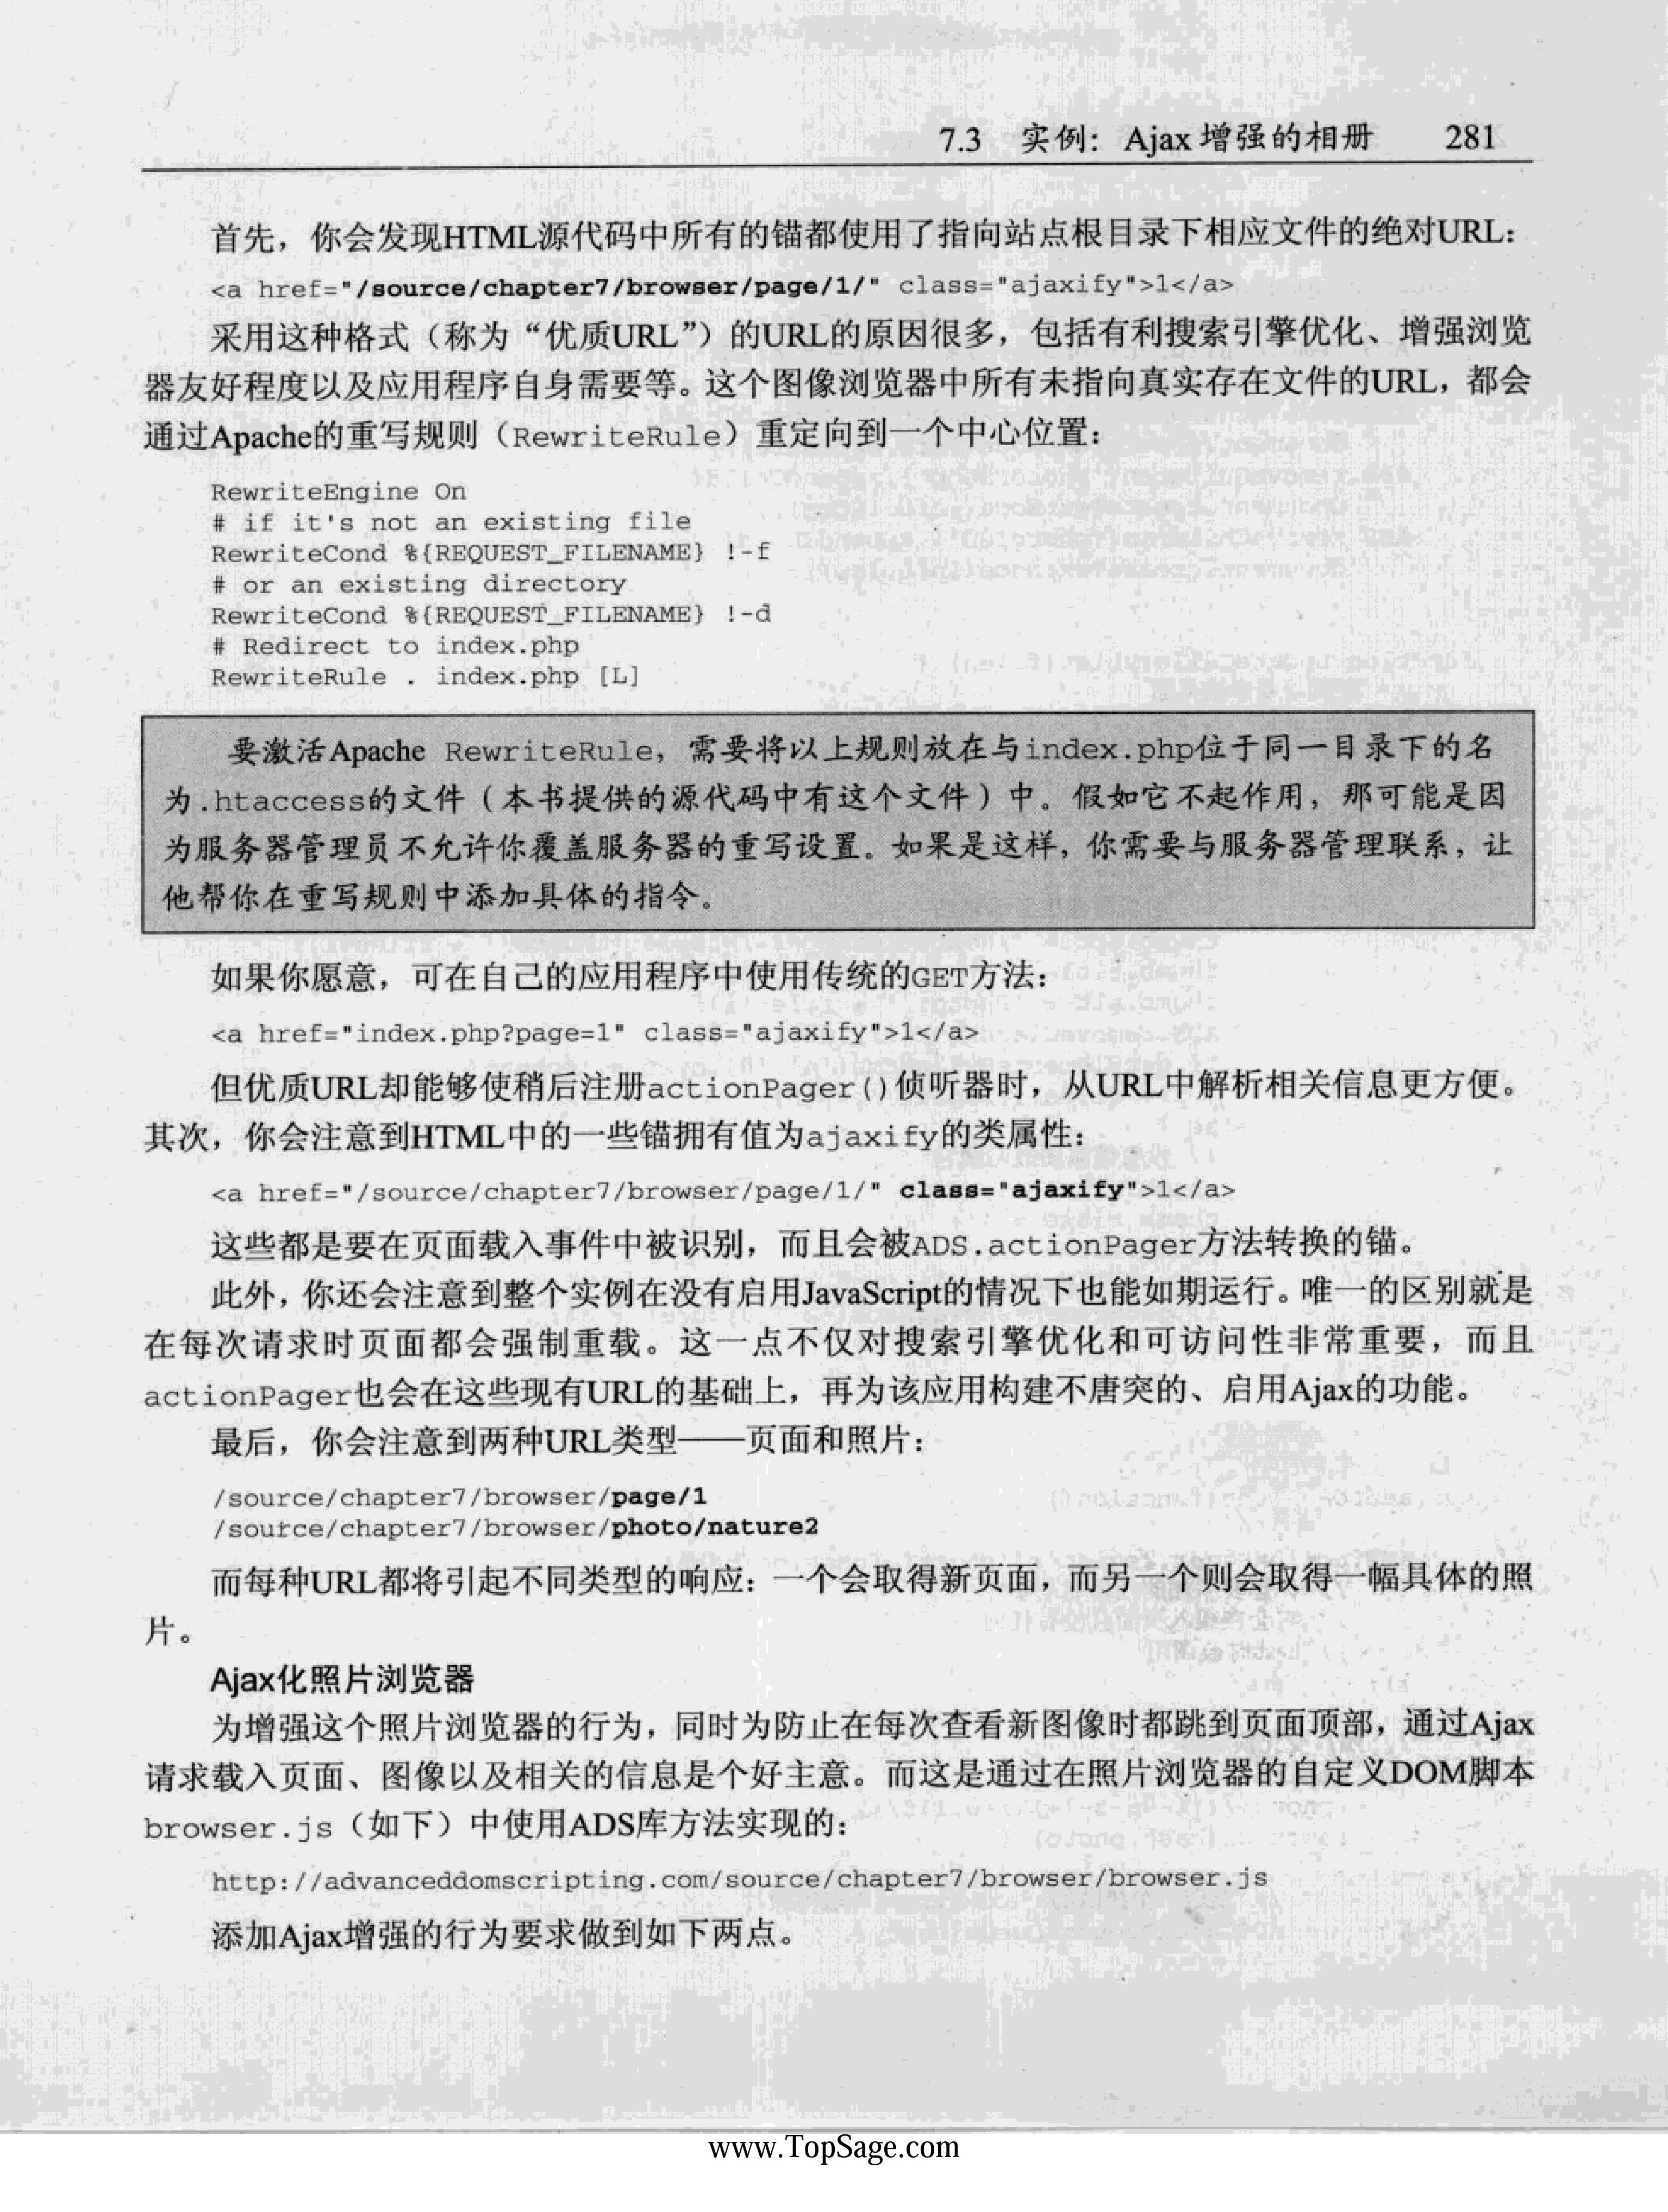 7.3 实例：Ajax 增强的相册 281
首先，你会发现HTML源代码中所有的锚都使用了指向站点根目录下相应文件的绝对URL：
<a href="/source/chapter7/browser/page/1/" class="ajaxify">1</a>
采用这种格式（称为“优质URL”）的URL的原因很多，包括有利搜索引擎优化、增强浏览
器友好程度以及应用程序自身需要等。这个图像浏览器中所有未指向真实存在文件的URL，都会
通过Apache的重写规则（RewriteRule）重定向到一个中心位置：
RewriteEngine On
# if it's not an existing file
RewriteCond %{REQUEST_FILENAME} !-f
# or an existing directory
RewriteCond %{REQUEST_FILENAME} !-d
# Redirect to index.php
RewriteRule . index.php [L]
要激活Apache RewriteRule，需要将以上规则放在与index.php位于同一目录下的名
为.htaccess的文件（本书提供的源代码中有这个文件）中。假如它不起作用，那可能是因
为服务器管理员不允许你覆盖服务器的重写设置。如果是这样，你需要与服务器管理联系，让
他帮你在重写规则中添加具体的指令。
如果你愿意，可在自己的应用程序中使用传统的GET方法：
<a href="index.php?page=1" class="ajaxify">1</a>
但优质URL却能够使稍后注册actionPager()侦听器时，从URL中解析相关信息更方便。
其次，你会注意到HTML中的一些锚拥有值为ajaxify的类属性：
<a href="/source/chapter7/browser/page/1/" class="ajaxify">1</a>
这些都是要在页面载入事件中被识别，而且会被ADS.actionPager方法转换的锚。
此外，你还会注意到整个实例在没有启用JavaScript的情况下也能如期运行。唯一的区别就是
在每次请求时页面都会强制重载。这一点不仅对搜索引擎优化和可访问性非常重要，而且
actionPager也会在这些现有URL的基础上，再为该应用构建不唐突的、启用Ajax的功能。
最后，你会注意到两种URL类型——页面和照片：
/source/chapter7/browser/page/1
/source/chapter7/browser/photo/nature2
而每种URL都将引起不同类型的响应：一个会取得新页面，而另一个则会取得一幅具体的照
片。
Ajax化照片浏览器
为增强这个照片浏览器的行为，同时为防止在每次查看新图像时都跳到页面顶部，通过Ajax
请求载入页面、图像以及相关的信息是个好主意。而这是通过在照片浏览器的自定义DOM脚本
browser.js（如下）中使用ADS库方法实现的：
http://advanceddomscripting.com/source/chapter7/browser/browser.js
添加Ajax增强的行为要求做到如下两点。
www.TopSage.com